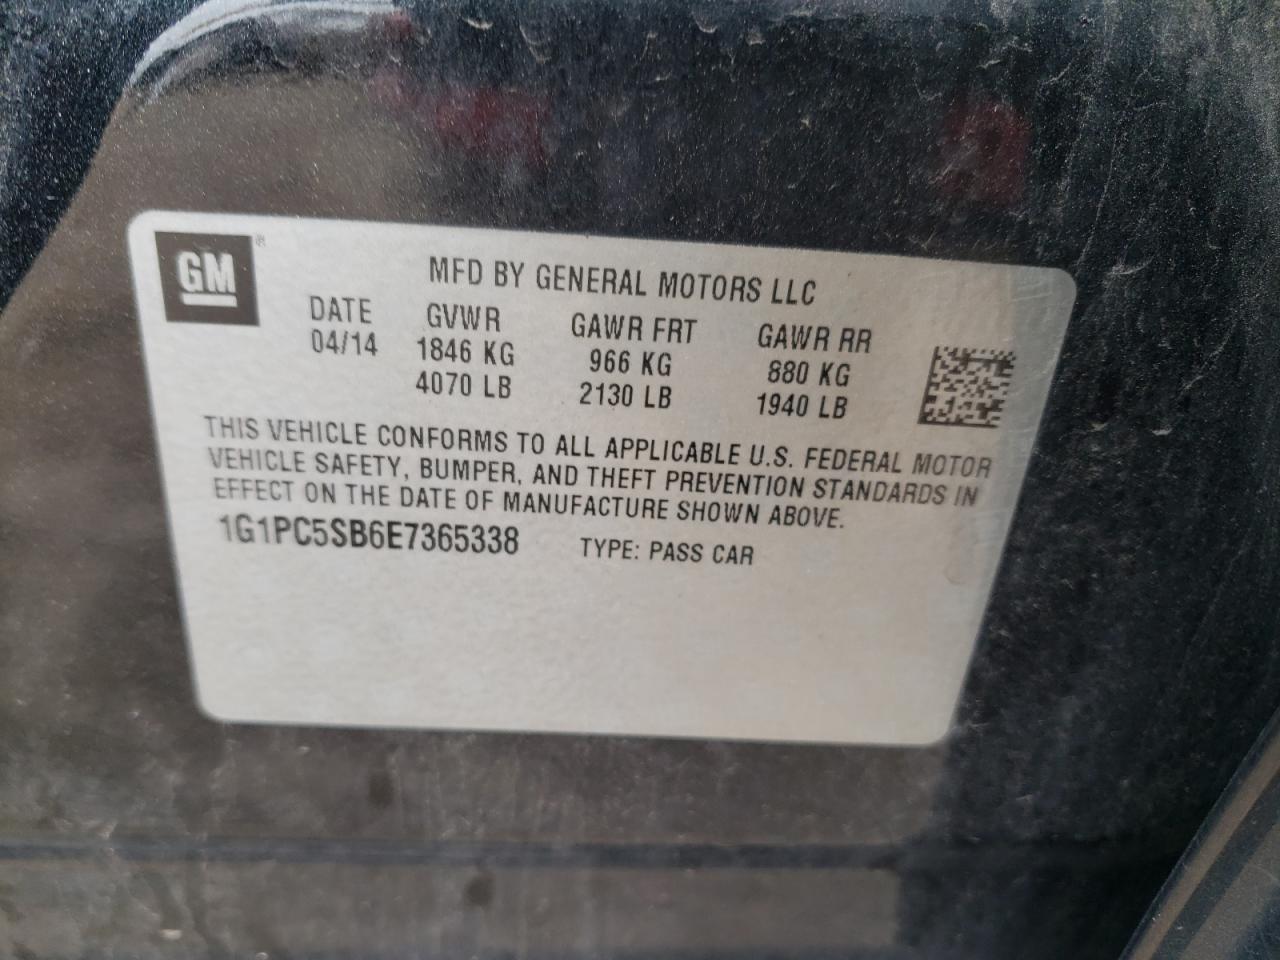 GM ®
MFD BY GENERAL MOTORS LLC
DATE GVWR GAWR FRT GAWR RR
04/14 1846 KG 966 KG 880 KG
4070 LB 2130 LB 1940 LB
THIS VEHICLE CONFORMS TO ALL APPLICABLE U.S. FEDERAL MOTOR
VEHICLE SAFETY, BUMPER, AND THEFT PREVENTION STANDARDS IN
EFFECT ON THE DATE OF MANUFACTURE SHOWN ABOVE.
1G1PC5SB6E7365338 TYPE: PASS CAR